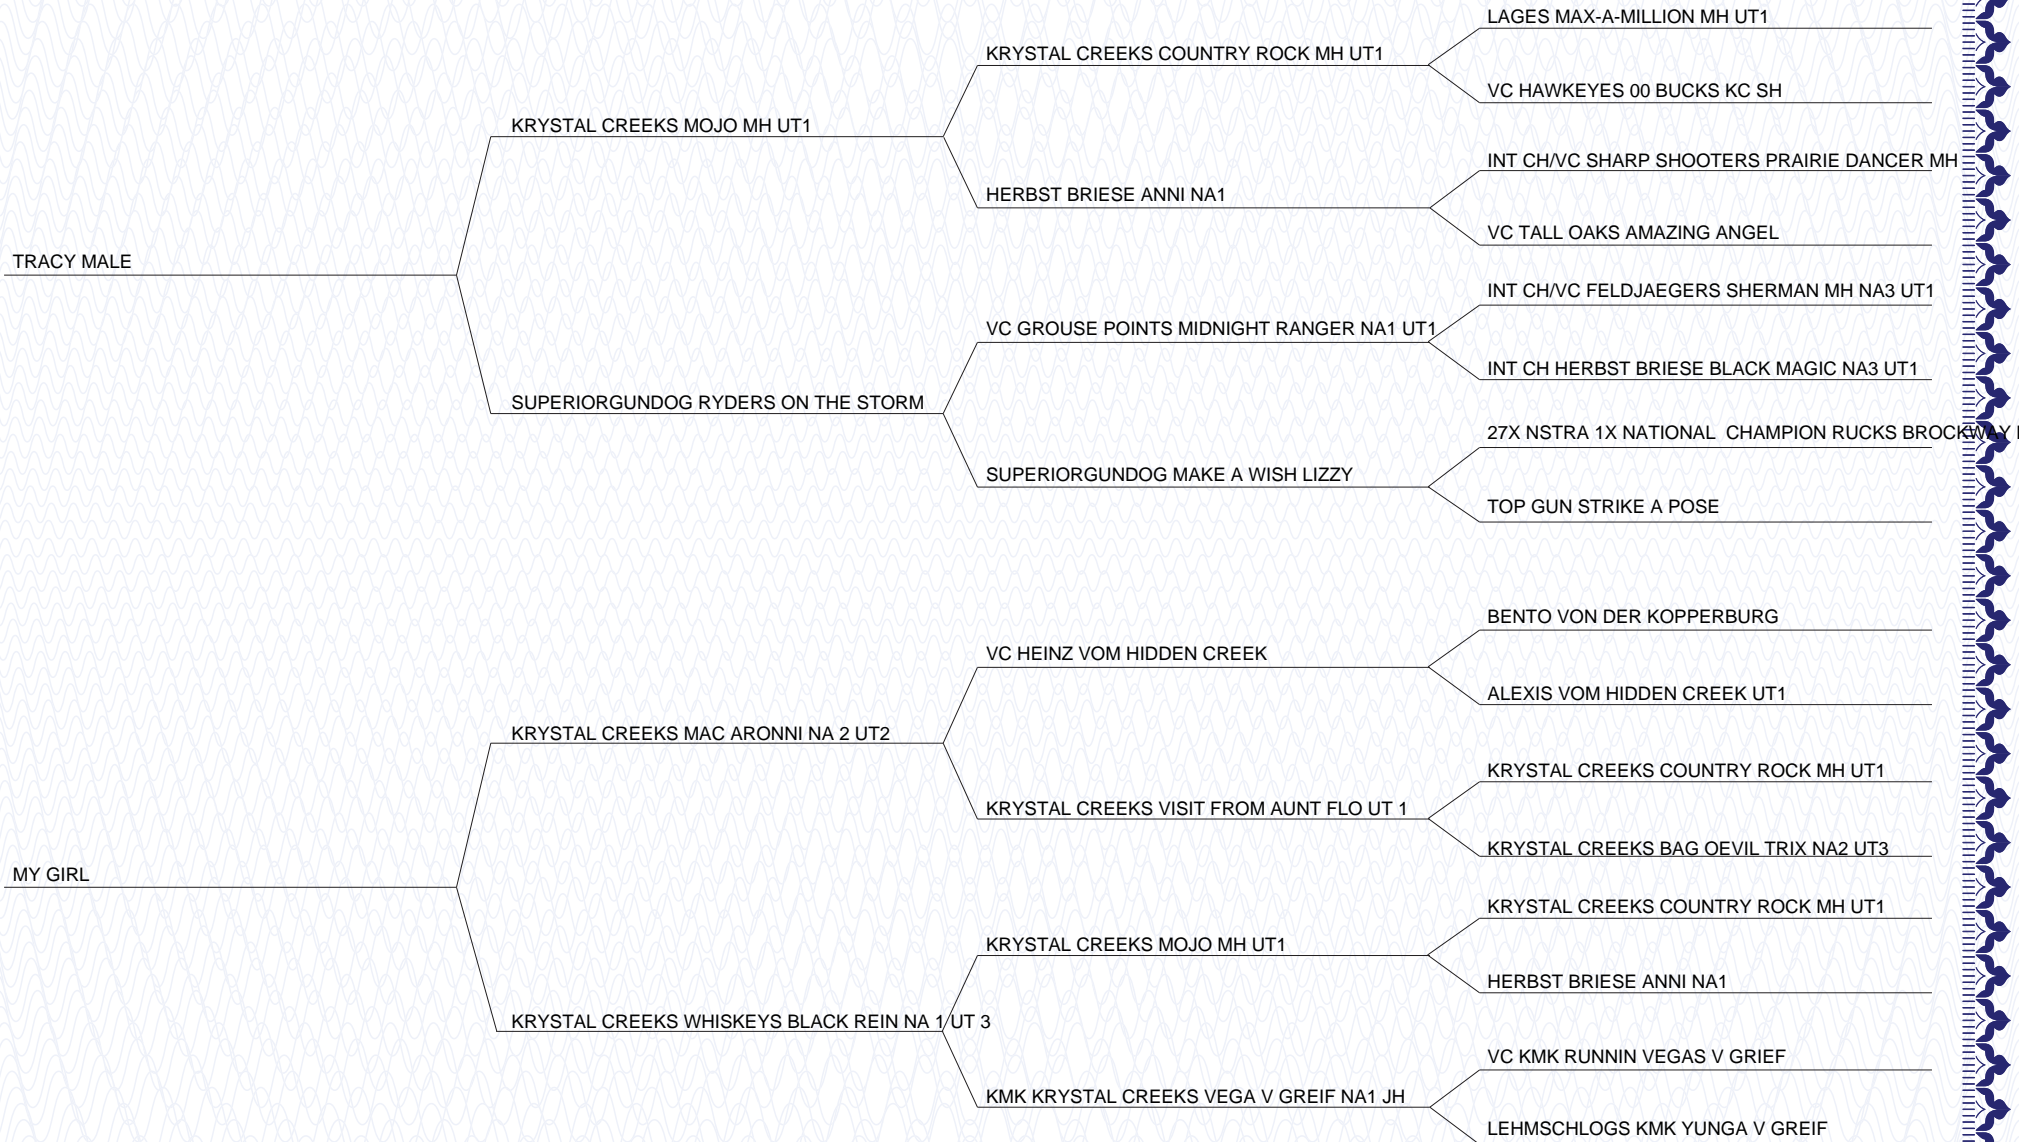 LAGES MAX-A-MILLION MH UT1
KRYSTAL CREEKS COUNTRY ROCK MH UT1
VC HAWKEYES 00 BUCKS KC SH
KRYSTAL CREEKS MOJO MH UT1
INT CH/VC SHARP SHOOTERS PRAIRIE DANCER MH
HERBST BRIESE ANNI NA1
VC TALL OAKS AMAZING ANGEL
TRACY MALE
INT CH/VC FELDJAEGERS SHERMAN MH NA3 UT1
VC GROUSE POINTS MIDNIGHT RANGER NA1 UT1
INT CH HERBST BRIESE BLACK MAGIC NA3 UT1
SUPERIORGUNDOG RYDERS ON THE STORM
27X NSTRA 1X NATIONAL  CHAMPION RUCKS BROCKWAY
SUPERIORGUNDOG MAKE A WISH LIZZY
TOP GUN STRIKE A POSE
BENTO VON DER KOPPERBURG
VC HEINZ VOM HIDDEN CREEK
ALEXIS VOM HIDDEN CREEK UT1
KRYSTAL CREEKS MAC ARONNI NA 2 UT2
KRYSTAL CREEKS COUNTRY ROCK MH UT1
KRYSTAL CREEKS VISIT FROM AUNT FLO UT 1
KRYSTAL CREEKS BAG OEVIL TRIX NA2 UT3
MY GIRL
KRYSTAL CREEKS COUNTRY ROCK MH UT1
KRYSTAL CREEKS MOJO MH UT1
HERBST BRIESE ANNI NA1
KRYSTAL CREEKS WHISKEYS BLACK REIN NA 1 UT 3
VC KMK RUNNIN VEGAS V GRIEF
KMK KRYSTAL CREEKS VEGA V GREIF NA1 JH
LEHMSCHLOGS KMK YUNGA V GREIF